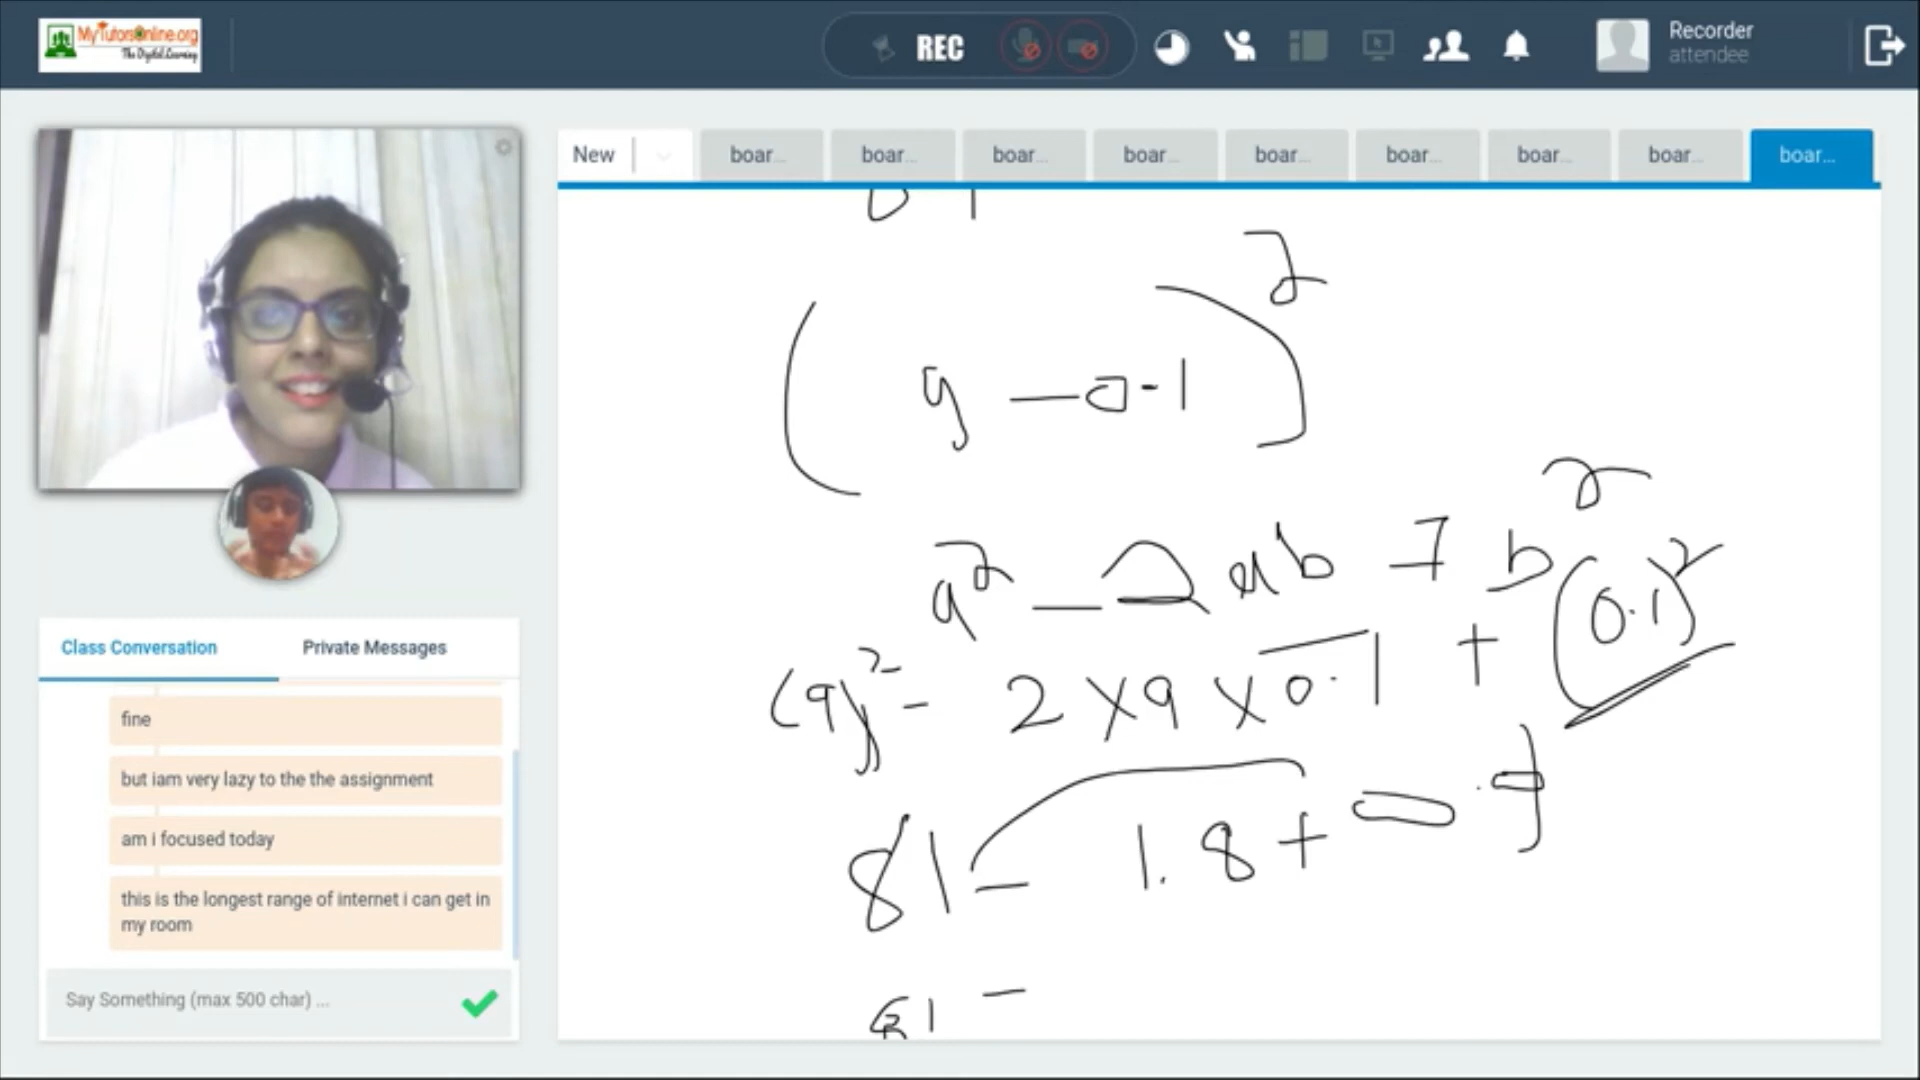 MyTutorsOnline.org
The Digital Learning
REC
Recorder
attendee
New
boar...
boar...
boar...
boar...
boar...
boar...
boar...
boar...
boar...
(9 - 0.1)²
a² - 2ab + b²
(9)² - 2 × 9 × 0.1 + (0.1)²
81 - 1.8 +
81 -
Class Conversation
Private Messages
fine
but iam very lazy to the the assignment
am i focused today
this is the longest range of internet i can get in
my room
Say Something (max 500 char) ...